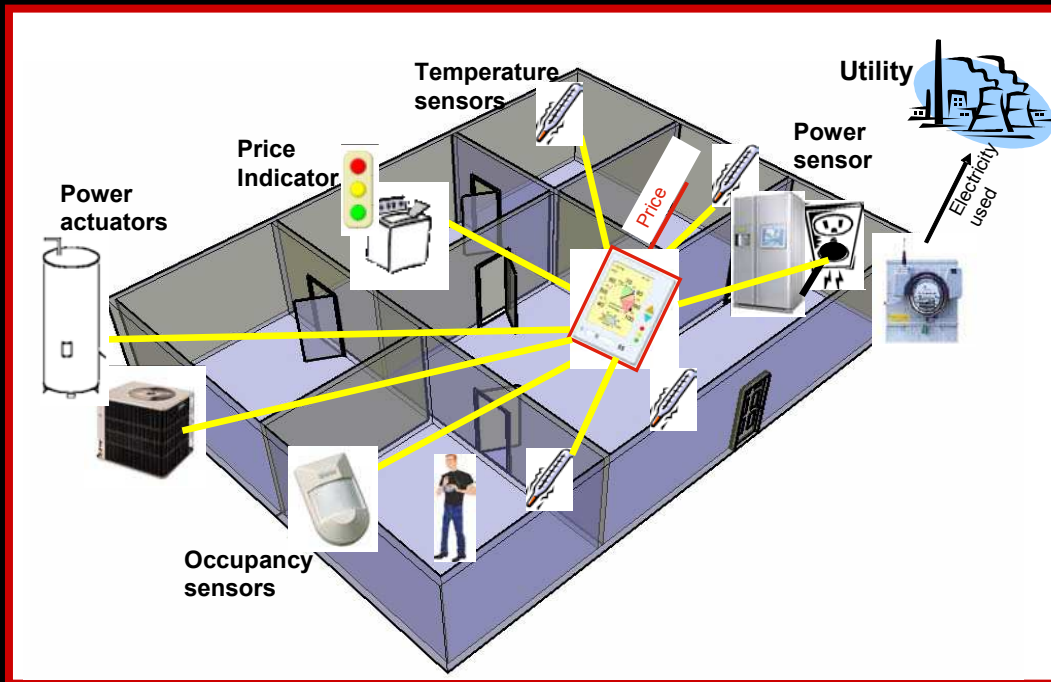 Temperature
sensors
Utility
Price
Indicator
Power
sensor
Power
actuators
Price
Electricity
used
Occupancy
sensors